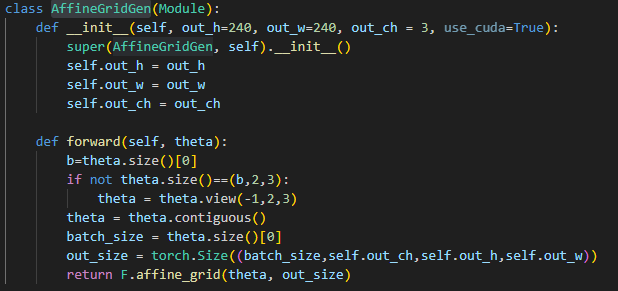 class AffineGridGen(Module):
    def __init__(self, out_h=240, out_w=240, out_ch = 3, use_cuda=True):
        super(AffineGridGen, self).__init__()
        self.out_h = out_h
        self.out_w = out_w
        self.out_ch = out_ch

    def forward(self, theta):
        b=theta.size()[0]
        if not theta.size()==(b,2,3):
            theta = theta.view(-1,2,3)
        theta = theta.contiguous()
        batch_size = theta.size()[0]
        out_size = torch.Size((batch_size,self.out_ch,self.out_h,self.out_w))
        return F.affine_grid(theta, out_size)